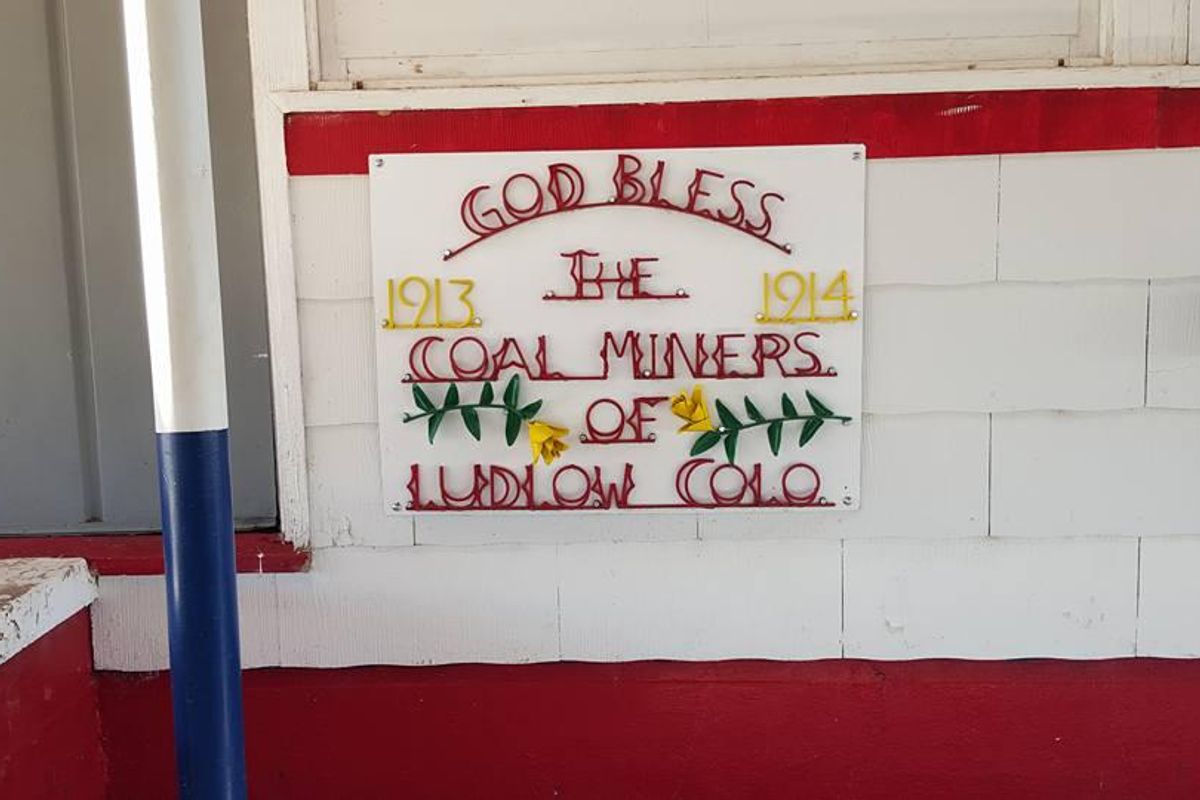 GOD BLESS
THE
1913 1914
COAL MINERS
OF
LUDLOW COLO